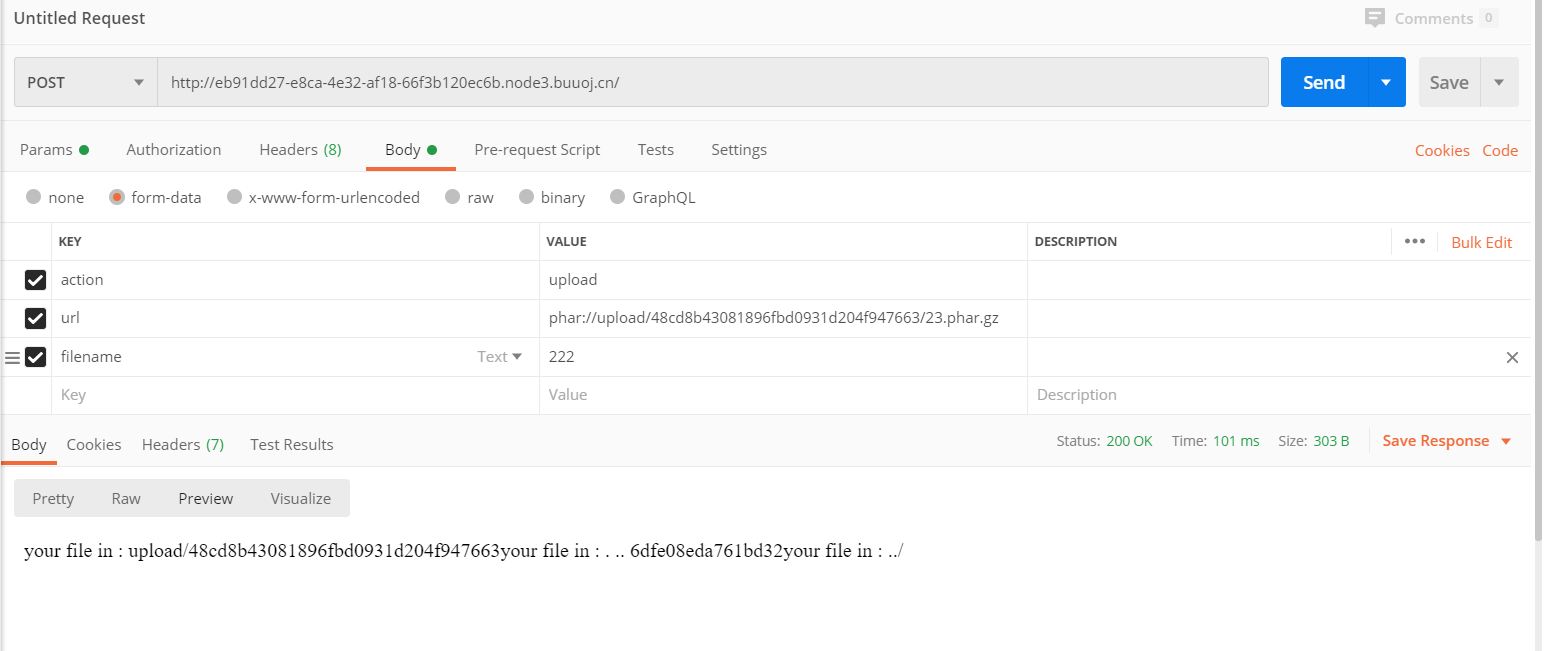 Untitled Request
Comments 0
POST http://eb91dd27-e8ca-4e32-af18-66f3b120ec6b.node3.buuoj.cn/ Send Save
Params Authorization Headers (8) Body Pre-request Script Tests Settings Cookies Code
none form-data x-www-form-urlencoded raw binary GraphQL
KEY VALUE DESCRIPTION Bulk Edit
action upload
url phar://upload/48cd8b43081896fbd0931d204f947663/23.phar.gz
filename Text 222
Key Value Description
Body Cookies Headers (7) Test Results Status: 200 OK Time: 101 ms Size: 303 B Save Response
Pretty Raw Preview Visualize
your file in : upload/48cd8b43081896fbd0931d204f947663your file in : . .. 6dfe08eda761bd32your file in : ../